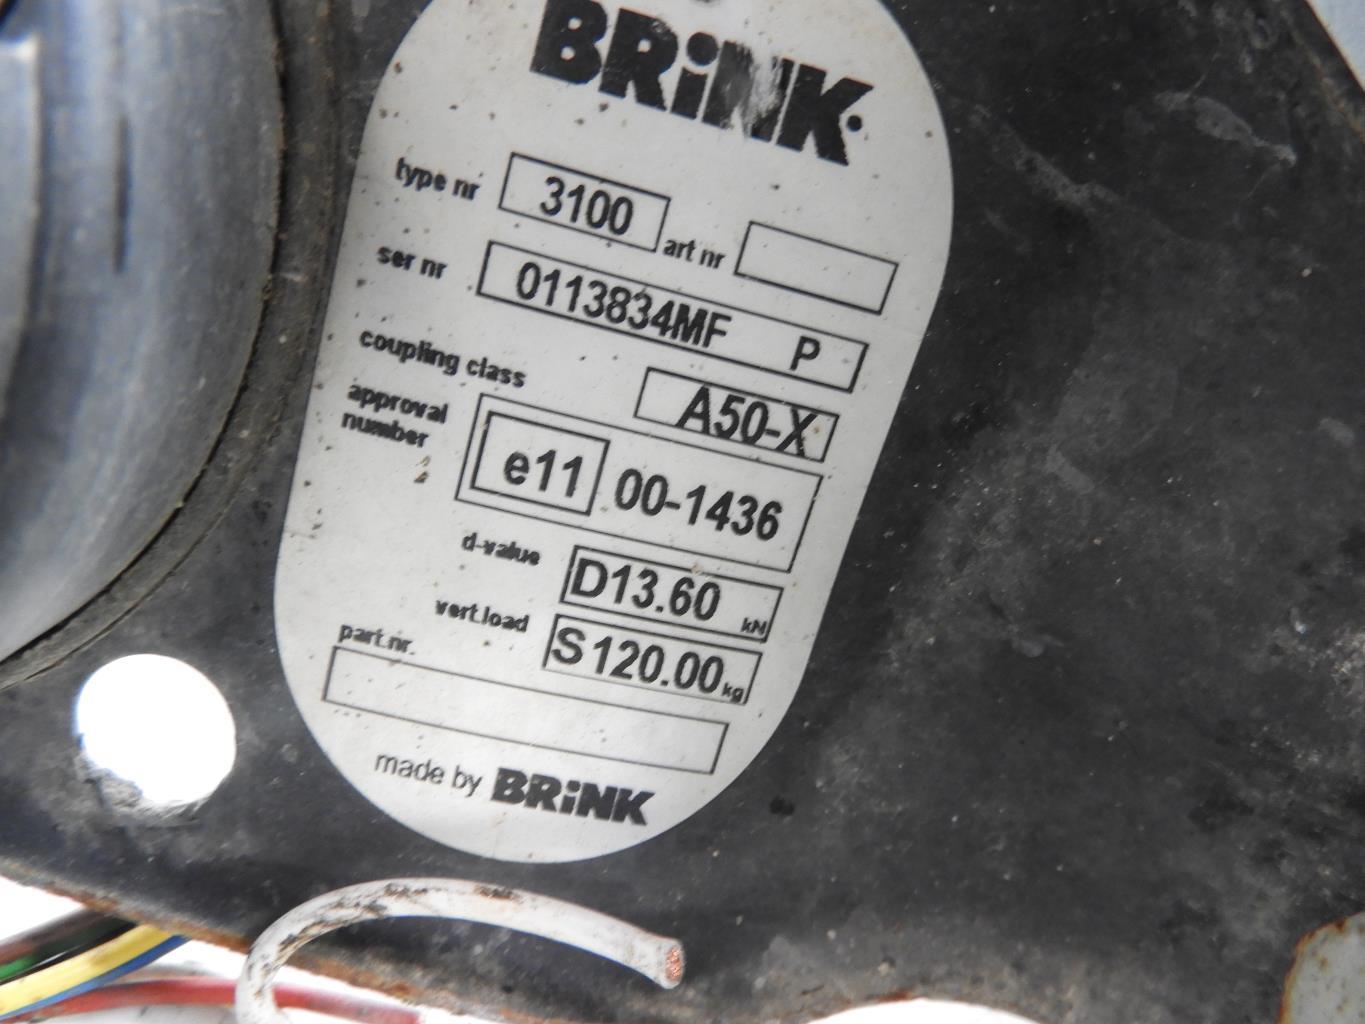 BRiNK
type nr 3100 art nr
ser nr 0113834MF P
coupling class A50-X
approval
number e11 00-1436
d-value D13.60 kN
vert.load S 120.00 kg
part.nr.
made by BRiNK